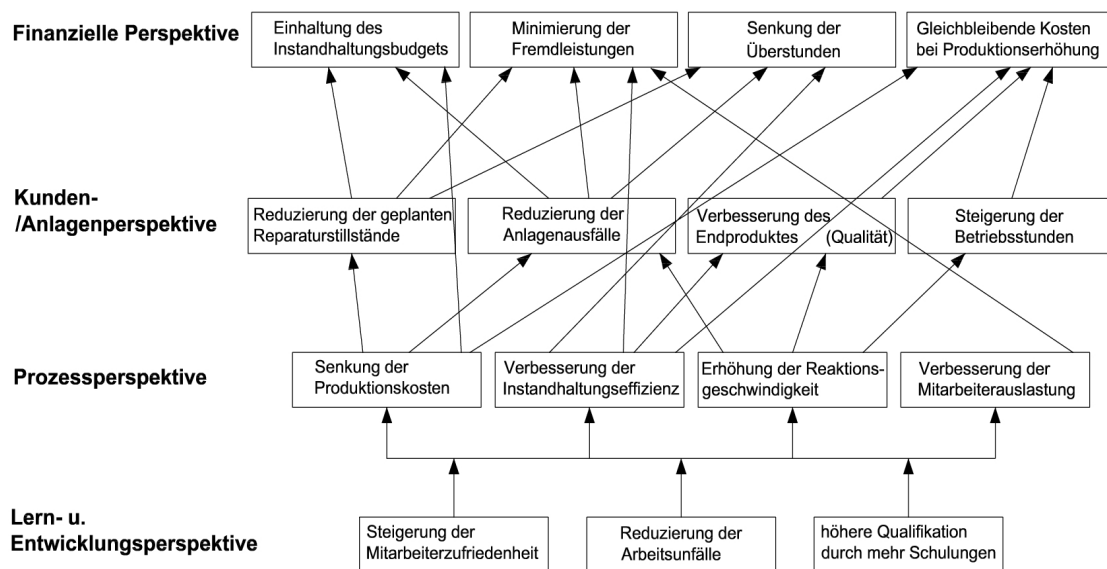 Finanzielle Perspektive
Einhaltung des
Instandhaltungsbudgets
Minimierung der
Fremdleistungen
Senkung der
Überstunden
Gleichbleibende Kosten
bei Produktionserhöhung
Kunden-
/Anlagenperspektive
Reduzierung der geplanten
Reparaturstillstände
Reduzierung der
Anlagenausfälle
Verbesserung des
Endproduktes (Qualität)
Steigerung der
Betriebsstunden
Prozessperspektive
Senkung der
Produktionskosten
Verbesserung der
Instandhaltungseffizienz
Erhöhung der Reaktions-
geschwindigkeit
Verbesserung der
Mitarbeiterauslastung
Lern- u.
Entwicklungsperspektive
Steigerung der
Mitarbeiterzufriedenheit
Reduzierung der
Arbeitsunfälle
höhere Qualifikation
durch mehr Schulungen